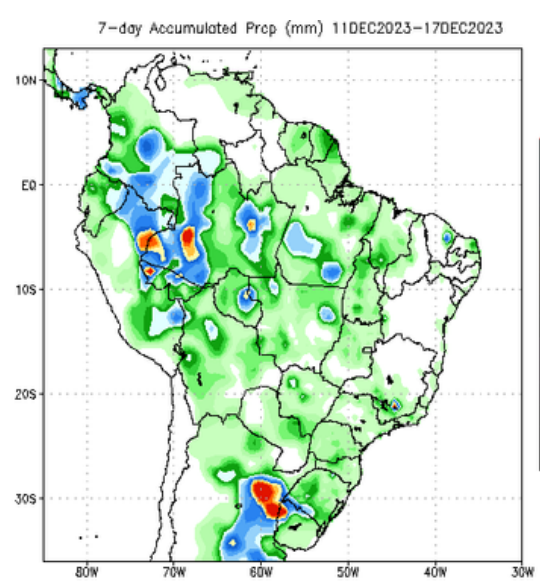 7-day Accumulated Prcp (mm) 11DEC2023-17DEC2023
10N
EQ
10S
20S
30S
80W 70W 60W 50W 40W 30W